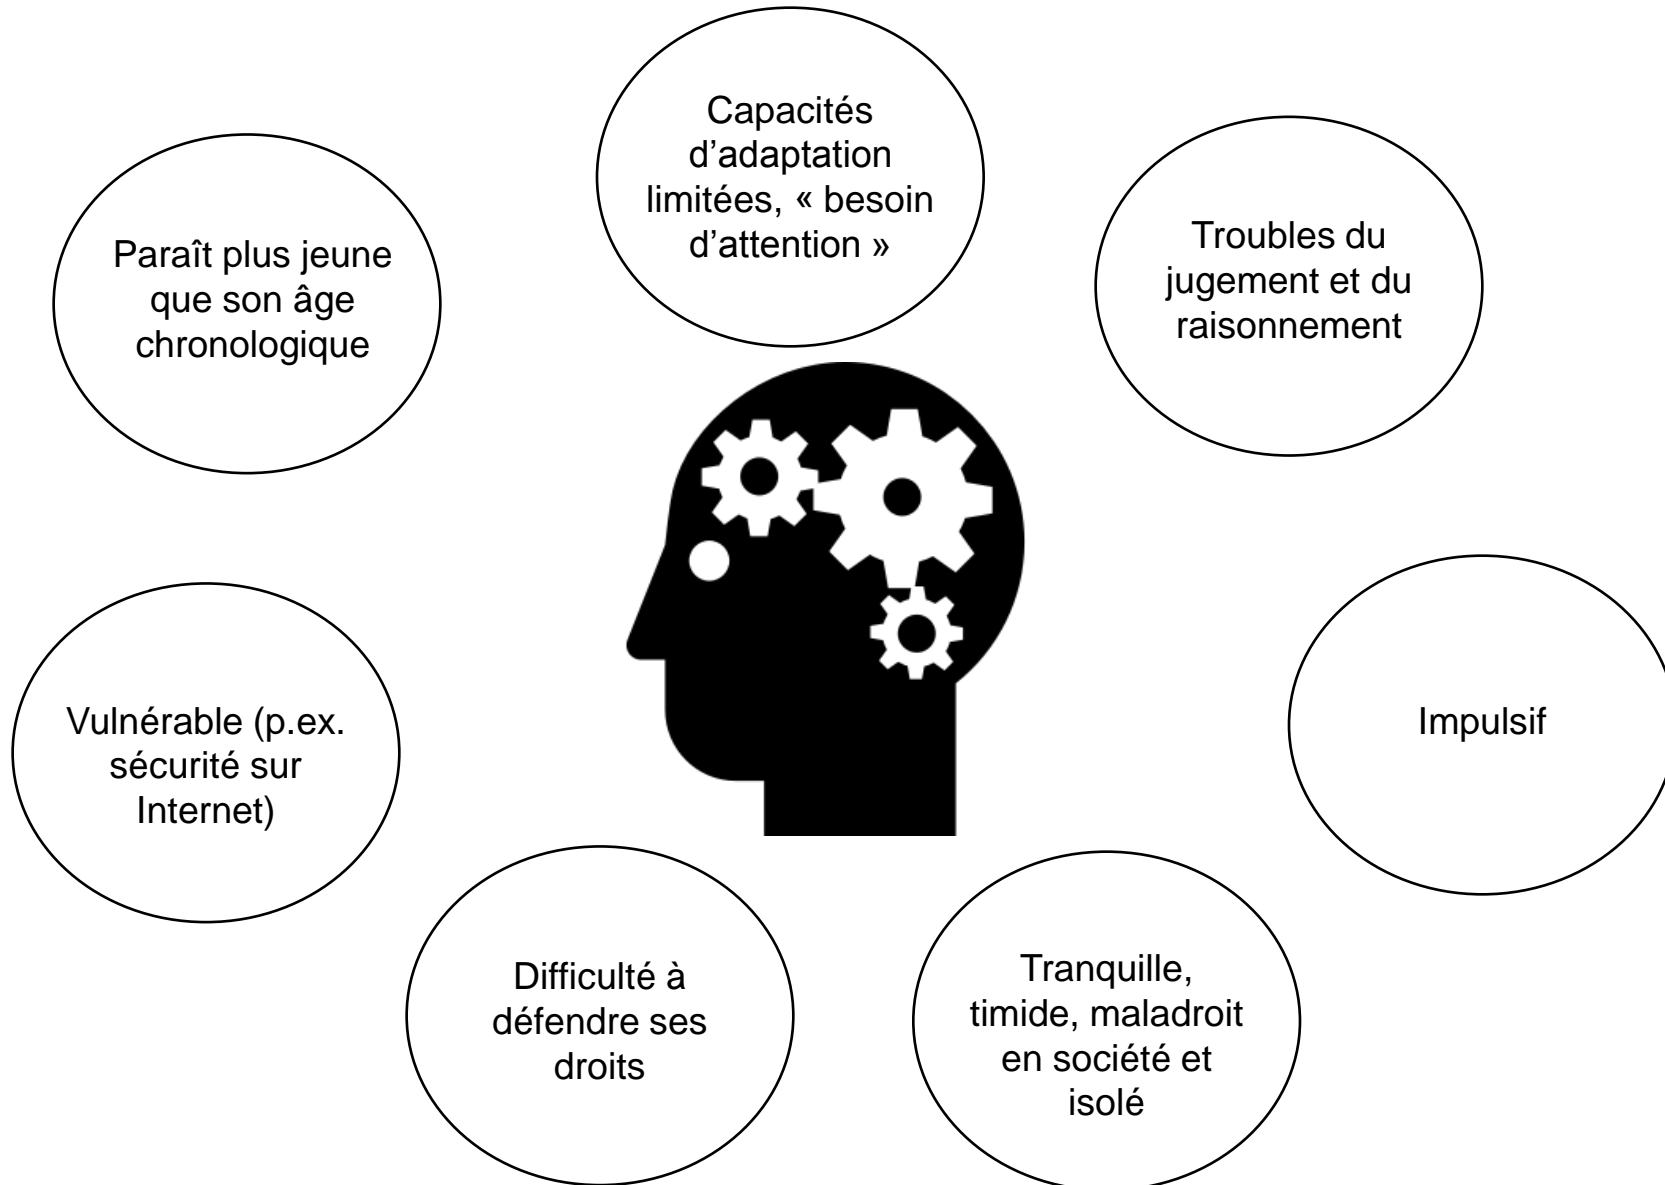 Capacités
d’adaptation
limitées, « besoin
d’attention »
Paraît plus jeune
que son âge
chronologique
Troubles du
jugement et du
raisonnement
Vulnérable (p.ex.
sécurité sur
Internet)
Impulsif
Difficulté à
défendre ses
droits
Tranquille,
timide, maladroit
en société et
isolé